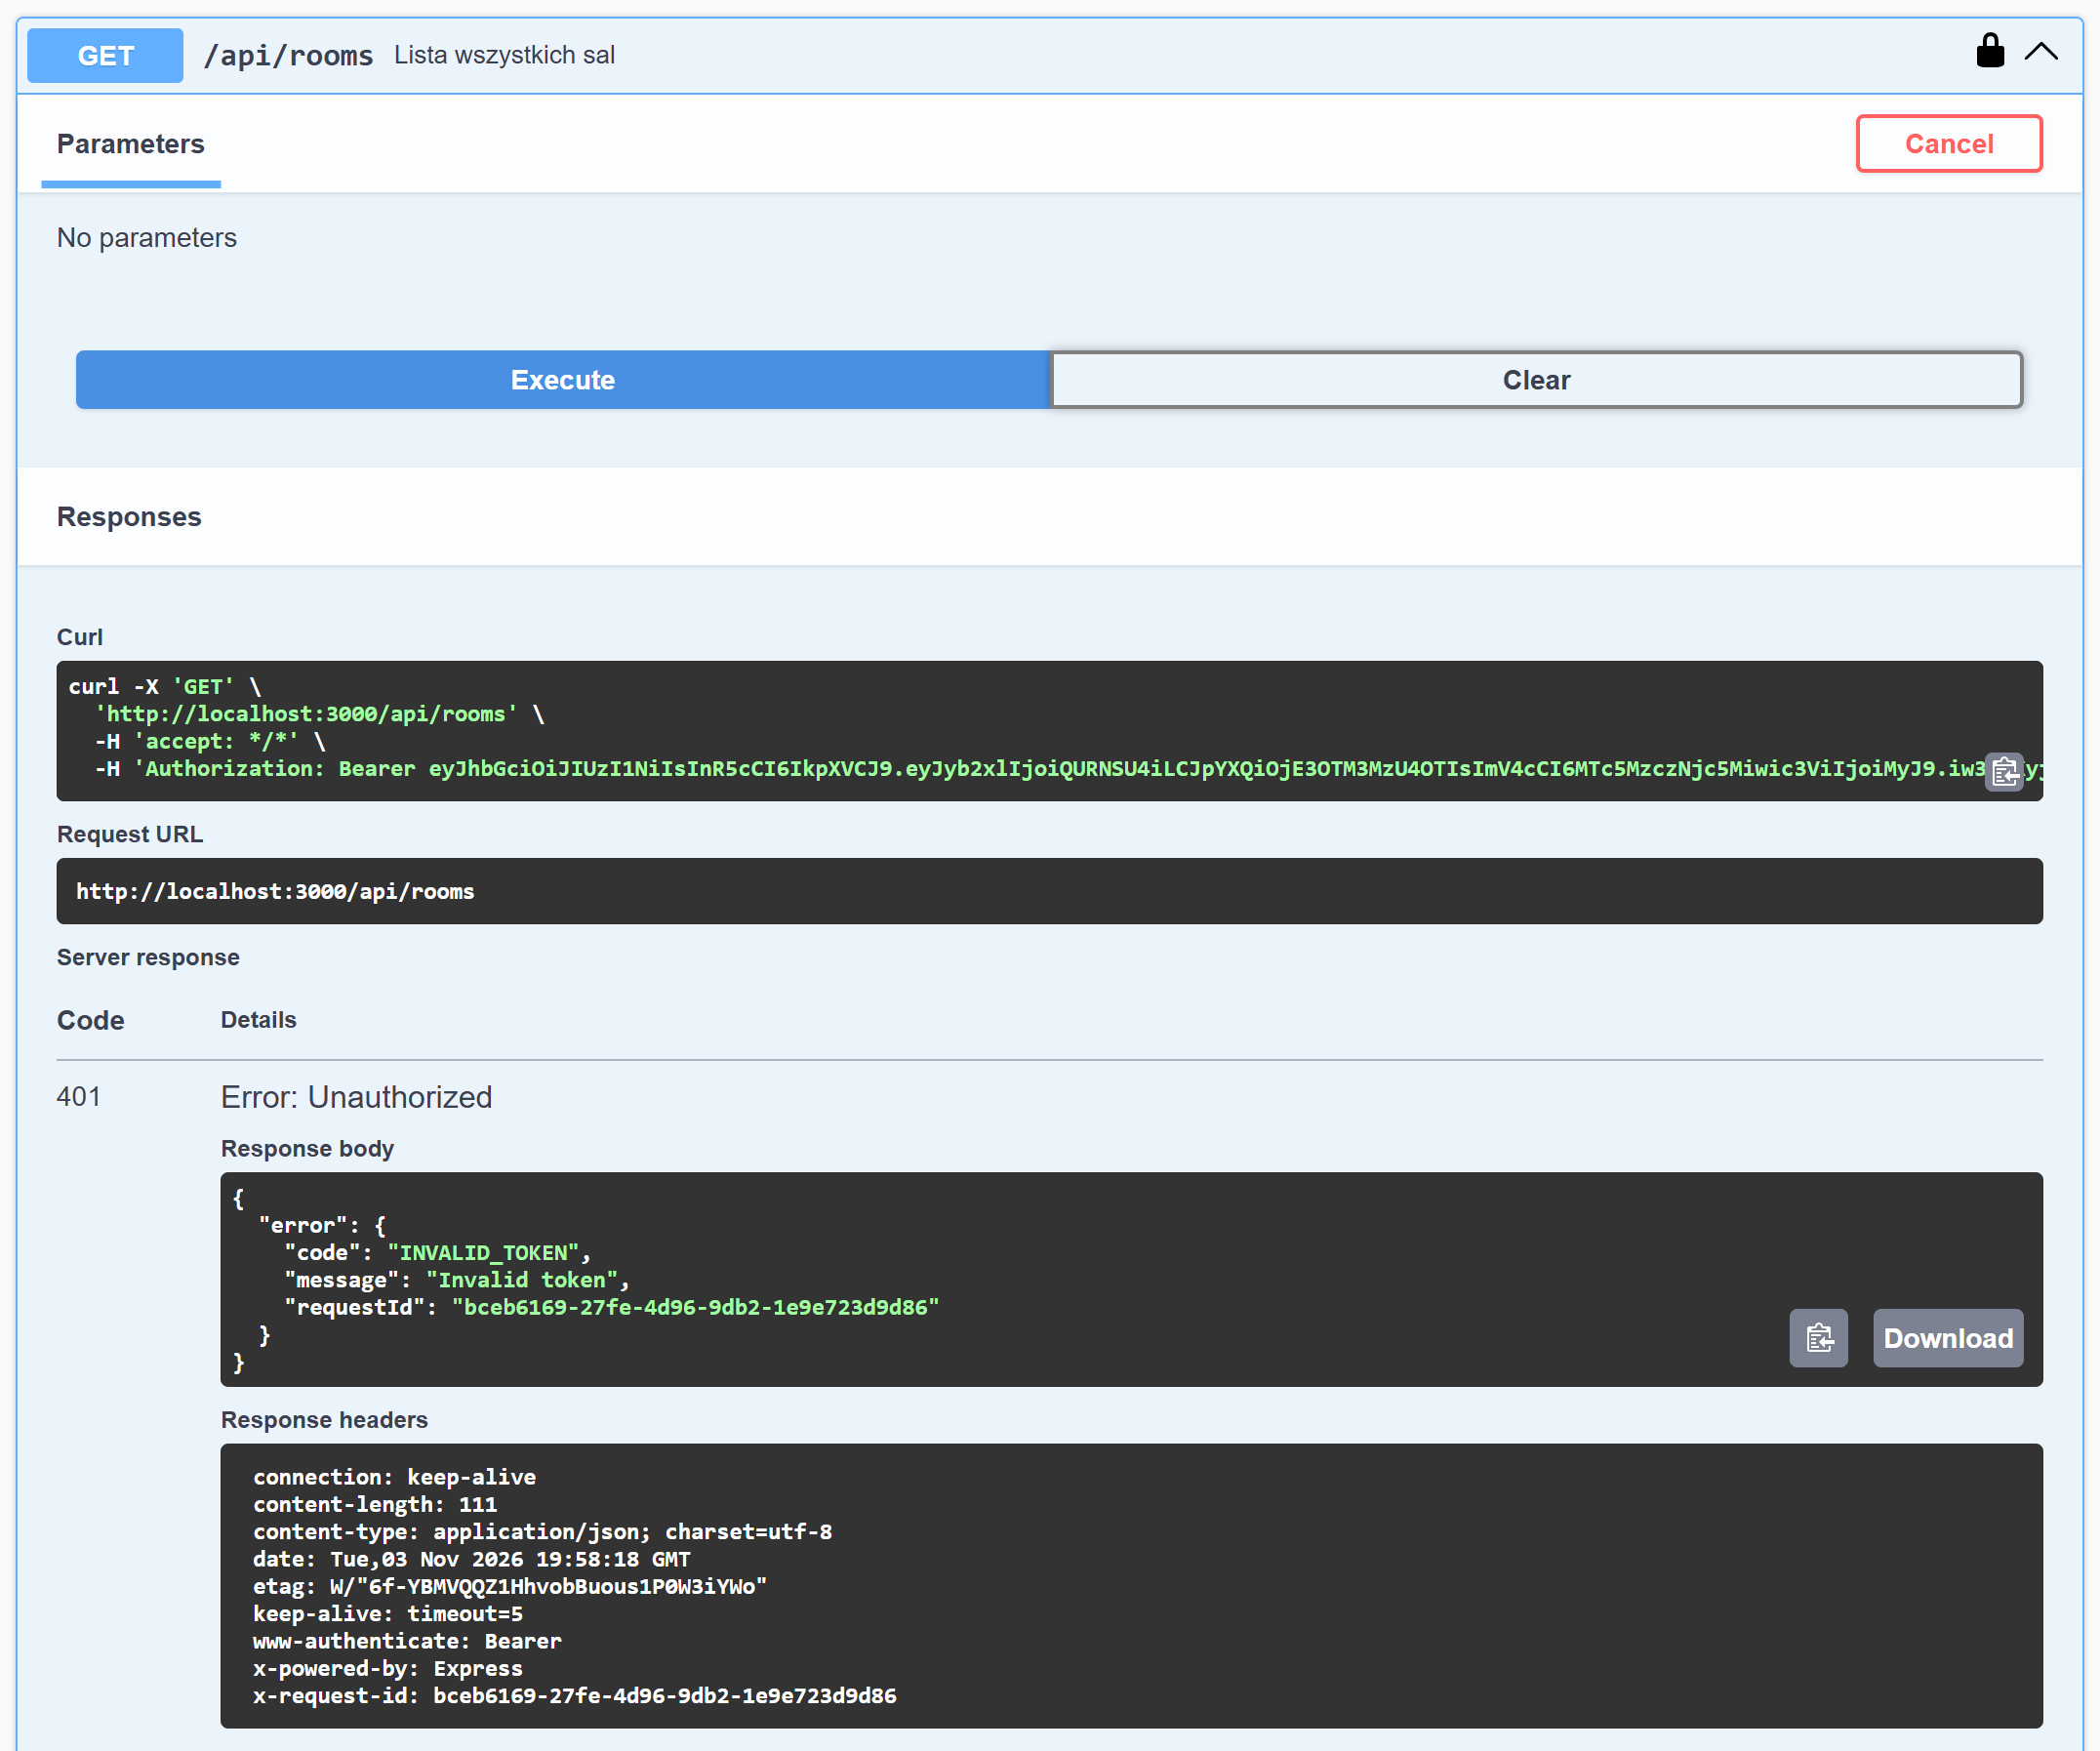 GET /api/rooms Lista wszystkich sal
Parameters
Cancel
No parameters
Execute
Clear
Responses
Curl
curl -X 'GET' \
'http://localhost:3000/api/rooms' \
-H 'accept: */*' \
-H 'Authorization: Bearer eyJhbGciOiJIUzI1NiIsInR5cCI6IkpXVCJ9.eyJyb2xlIjoiQURNSU4iLCJpYXQiOjE3OTM3MzU4OTIsImV4cCI6MTc5MzczNjc5Miwic3ViIjoiMyJ9.iw3
Request URL
http://localhost:3000/api/rooms
Server response
Code Details
401 Error: Unauthorized
Response body
{
"error": {
"code": "INVALID_TOKEN",
"message": "Invalid token",
"requestId": "bceb6169-27fe-4d96-9db2-1e9e723d9d86"
}
}
Download
Response headers
connection: keep-alive
content-length: 111
content-type: application/json; charset=utf-8
date: Tue,03 Nov 2026 19:58:18 GMT
etag: W/"6f-YBMVQQZ1HhvobBuous1P0W3iYWo"
keep-alive: timeout=5
www-authenticate: Bearer
x-powered-by: Express
x-request-id: bceb6169-27fe-4d96-9db2-1e9e723d9d86